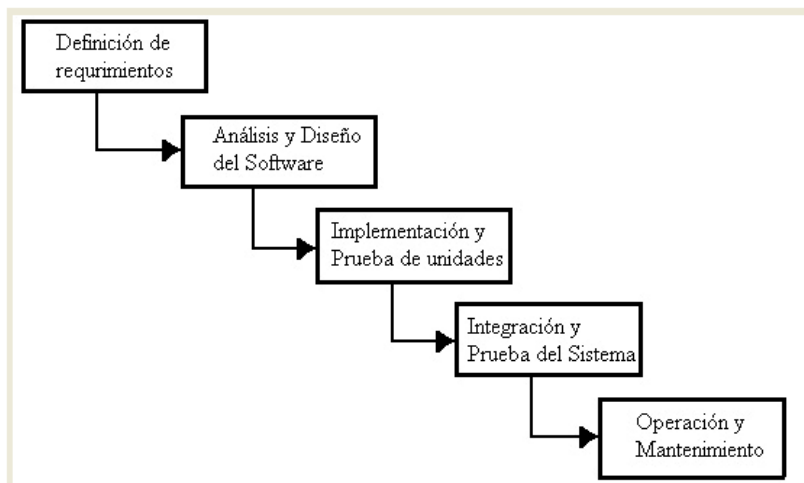 Definición de
requrimientos
Análisis y Diseño
del Software
Implementación y
Prueba de unidades
Integración y
Prueba del Sistema
Operación y
Mantenimiento